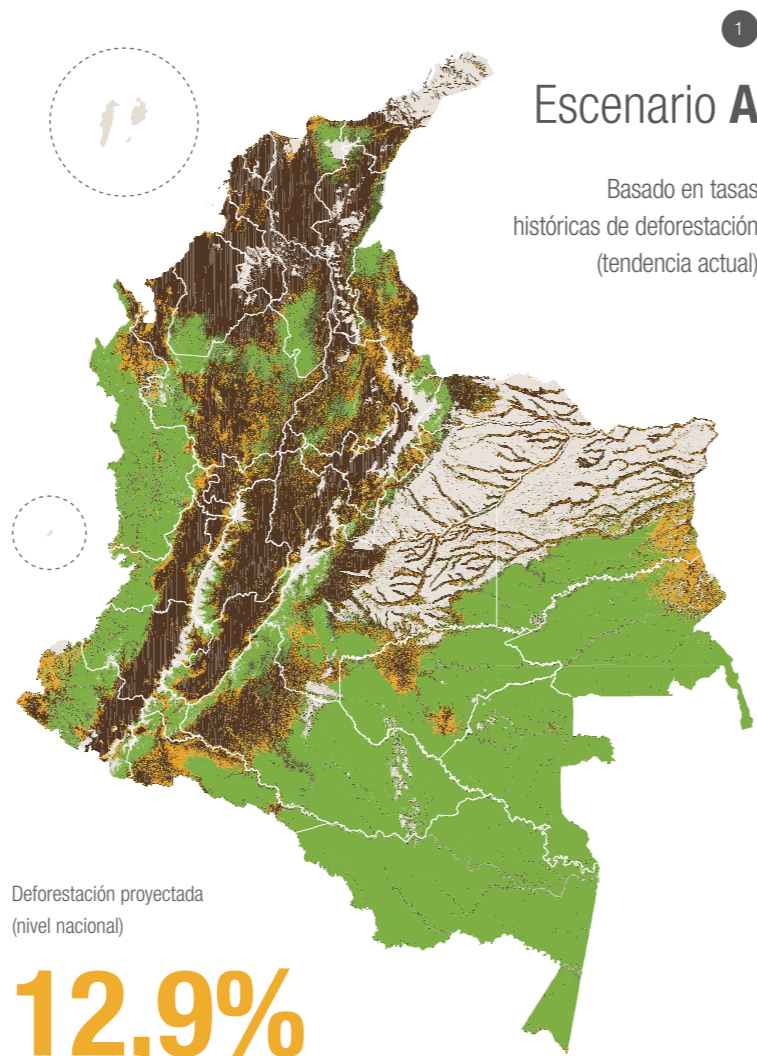 1
Escenario A
Basado en tasas
históricas de deforestación
(tendencia actual)
Deforestación proyectada
(nivel nacional)
12,9%